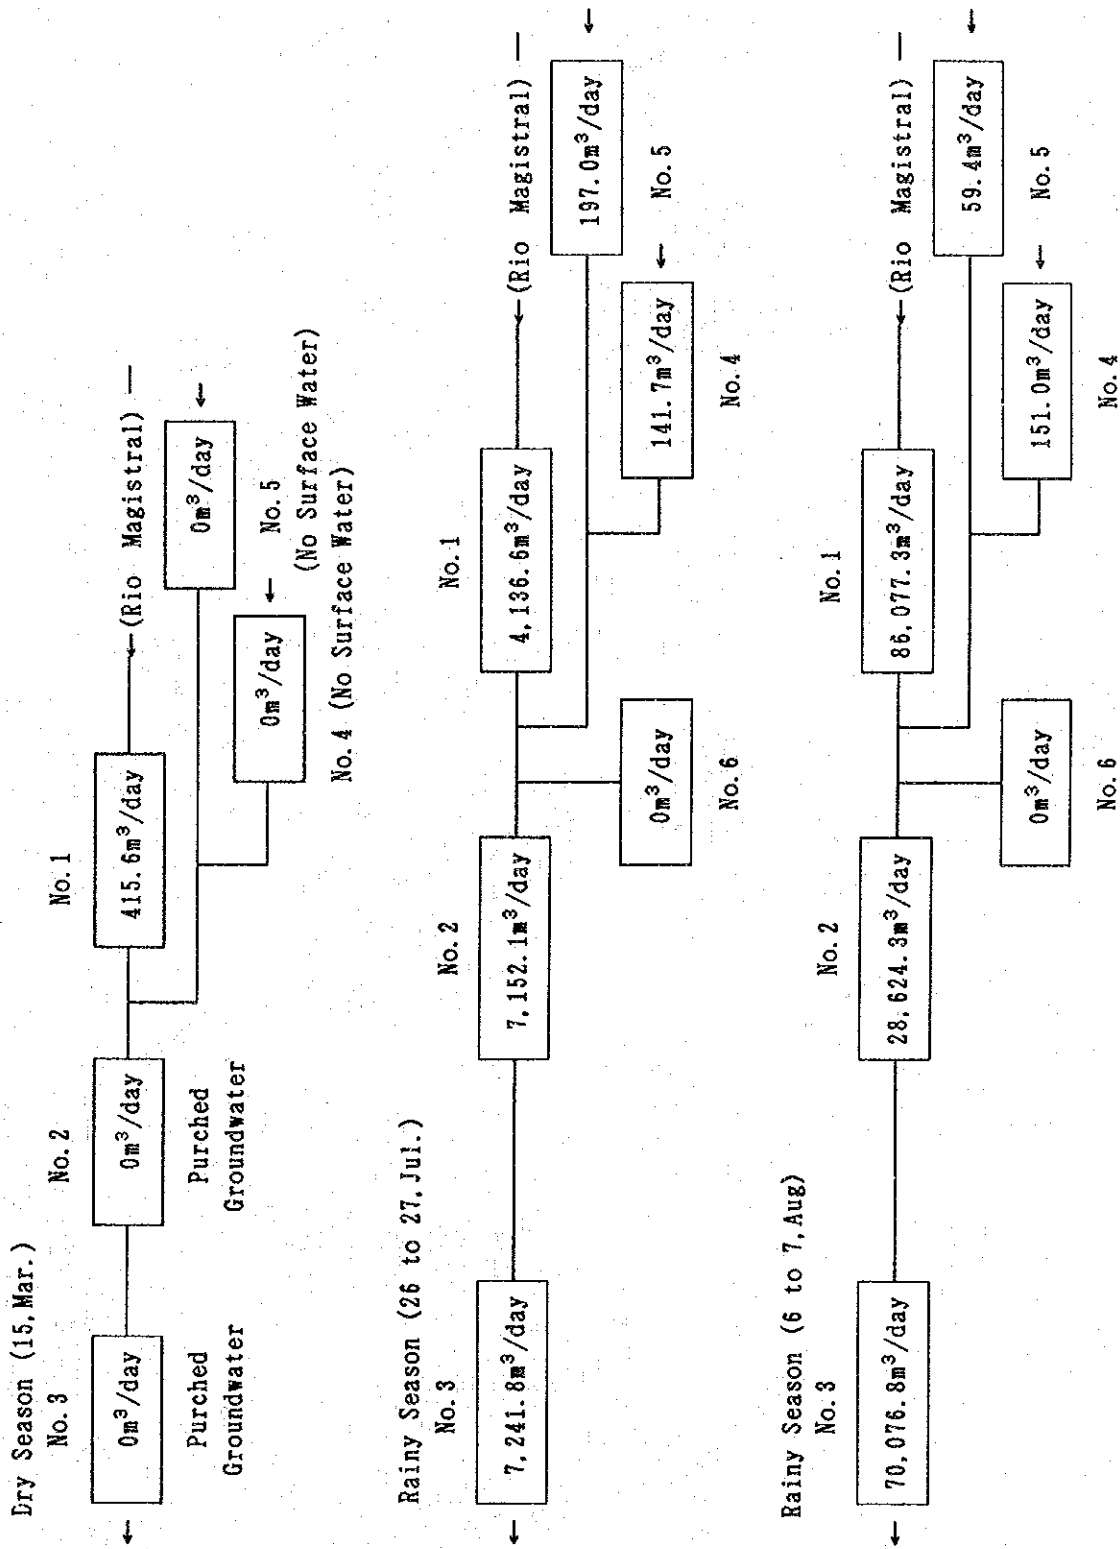 Dry Season (15, Mar.)
No. 3
No. 2
No. 1
0m³/day
0m³/day
415.6m³/day
←(Rio Magistral) —
←
Purched
Groundwater
Purched
Groundwater
0m³/day
←
0m³/day
←
No. 5
(No Surface Water)
No. 4 (No Surface Water)
Rainy Season (26 to 27, Jul.)
No. 3
No. 2
No. 1
7,241.8m³/day
7,152.1m³/day
4,136.6m³/day
←(Rio Magistral) —
←
197.0m³/day
←
0m³/day
141.7m³/day
←
No. 5
No. 6
No. 4
Rainy Season (6 to 7, Aug)
No. 3
No. 2
No. 1
70,076.8m³/day
28,624.3m³/day
86,077.3m³/day
←(Rio Magistral) —
←
59.4m³/day
←
0m³/day
151.0m³/day
←
No. 5
No. 6
No. 4